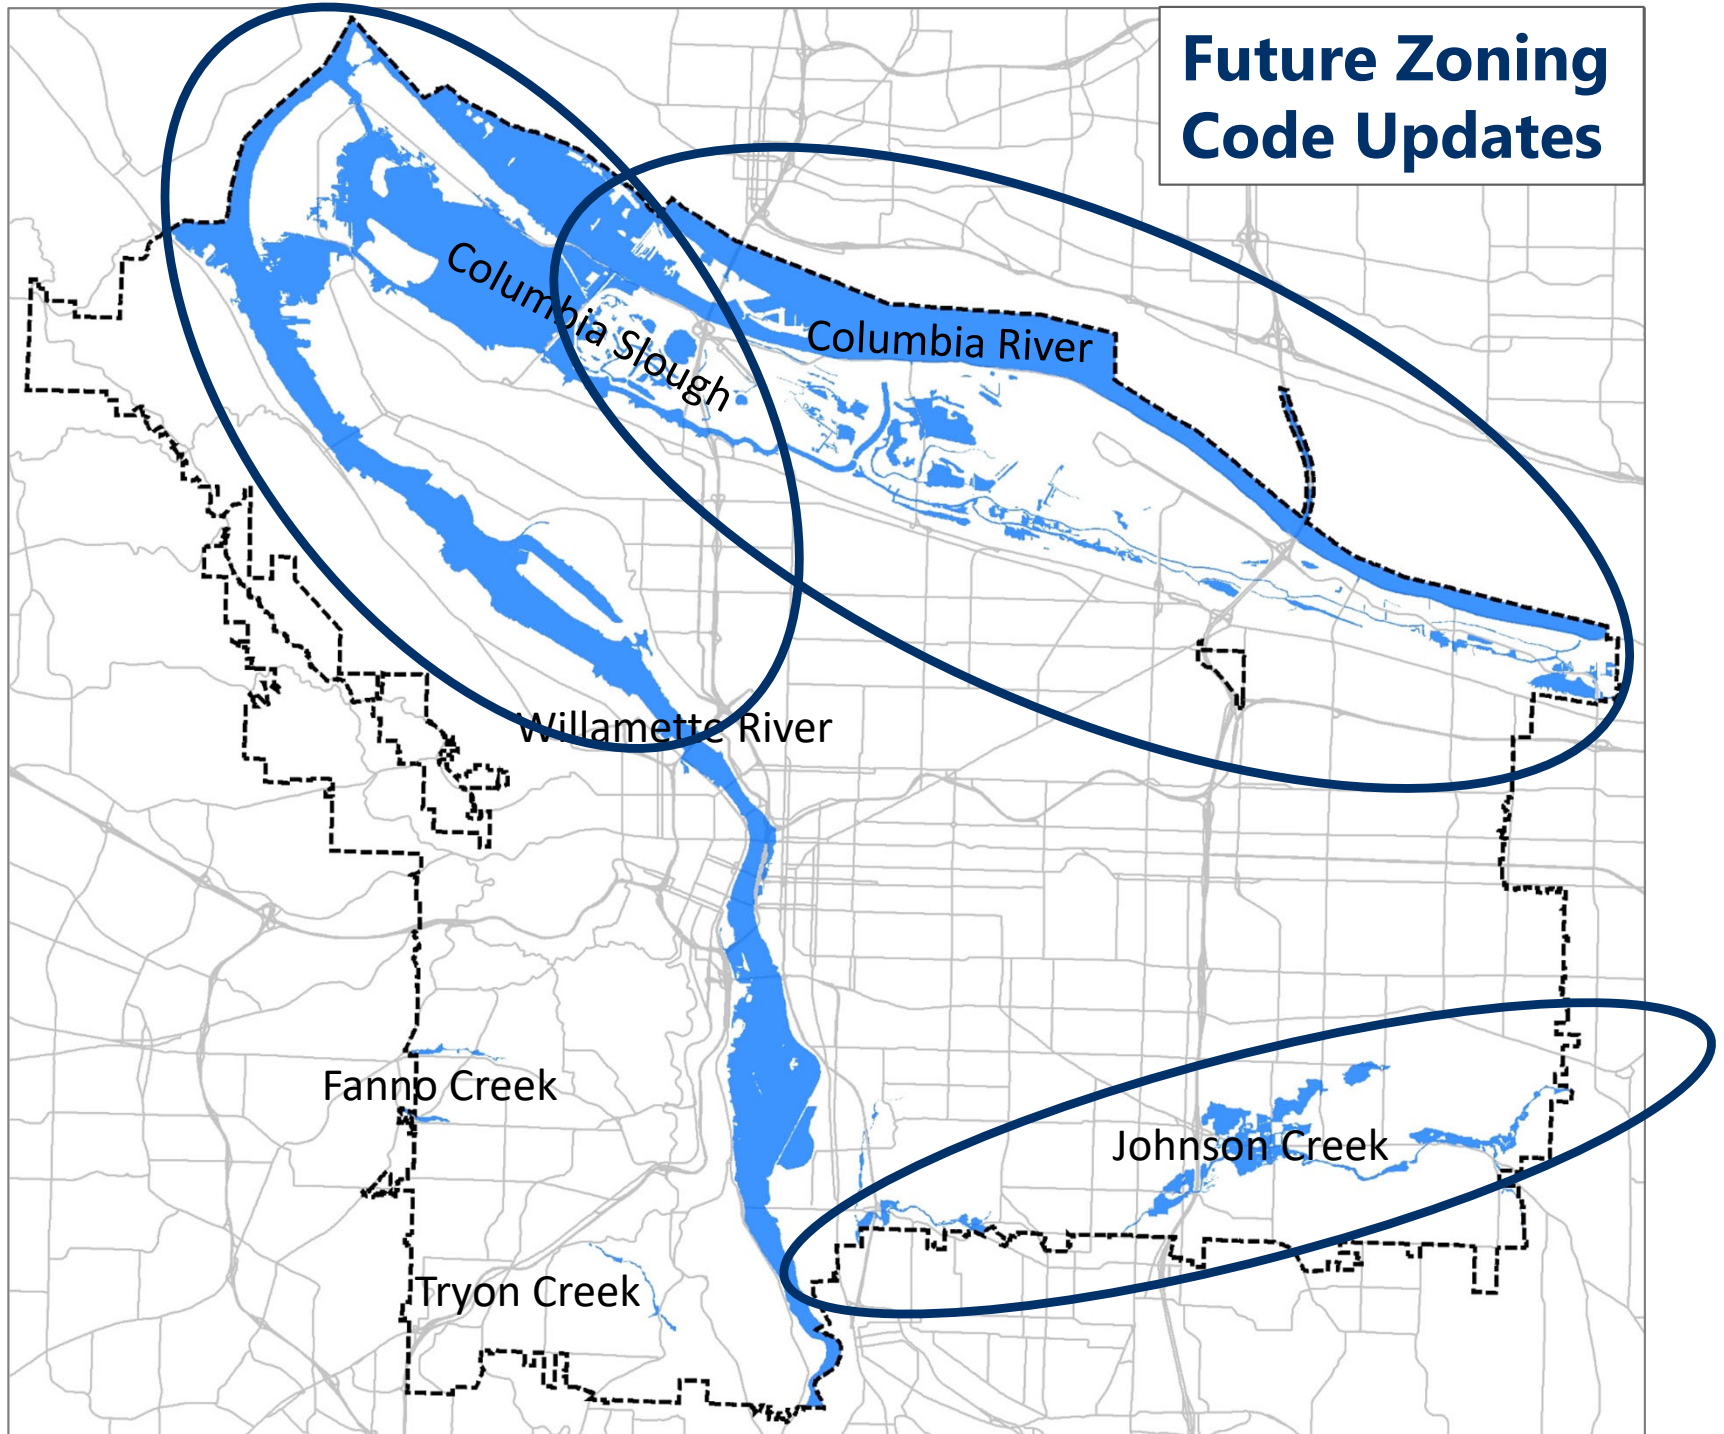 Future Zoning
Code Updates
Columbia Slough
Columbia River
Willamette River
Fanno Creek
Johnson Creek
Tryon Creek